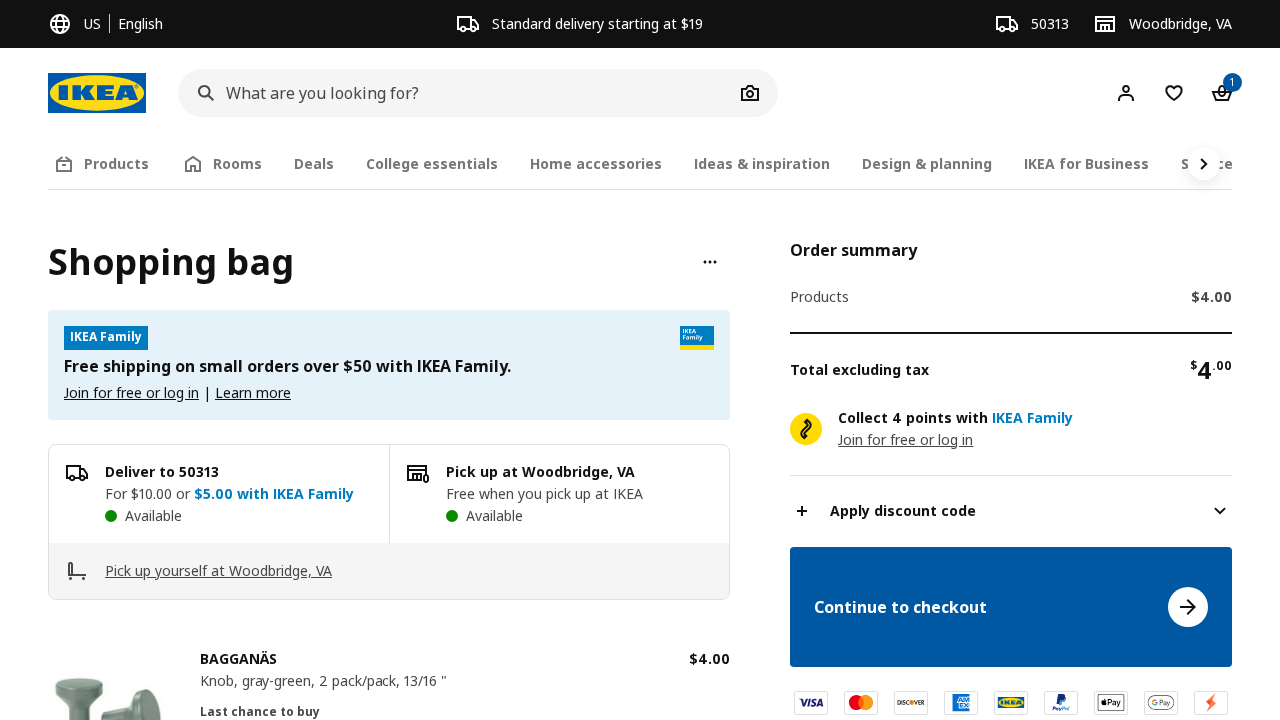 US
English
Standard delivery starting at $19
50313
Woodbridge, VA
IKEA
What are you looking for?
1
Products
Rooms
Deals
College essentials
Home accessories
Ideas & inspiration
Design & planning
IKEA for Business
Shopping bag
IKEA Family
IKEA
Family
Free shipping on small orders over $50 with IKEA Family.
Join for free or log in | Learn more
Deliver to 50313
For $10.00 or $5.00 with IKEA Family
Available
Pick up at Woodbridge, VA
Free when you pick up at IKEA
Available
Pick up yourself at Woodbridge, VA
BAGGANÄS
$4.00
Knob, gray-green, 2 pack/pack, 13/16 "
Last chance to buy
Order summary
Products
$4.00
Total excluding tax
$4.00
Collect 4 points with IKEA Family
Join for free or log in
Apply discount code
Continue to checkout
VISA
DISCOVER
AMEX
IKEA
PayPal
Pay
G Pay